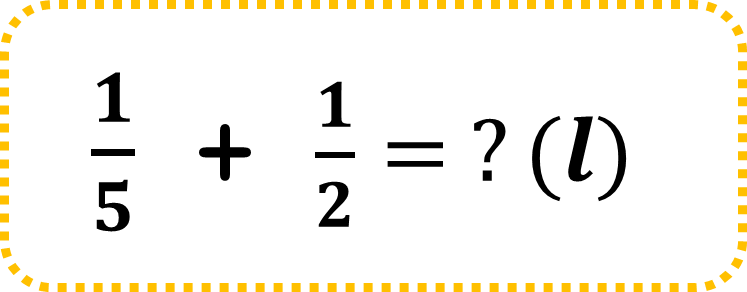 1/5 + 1/2 = ? (l)